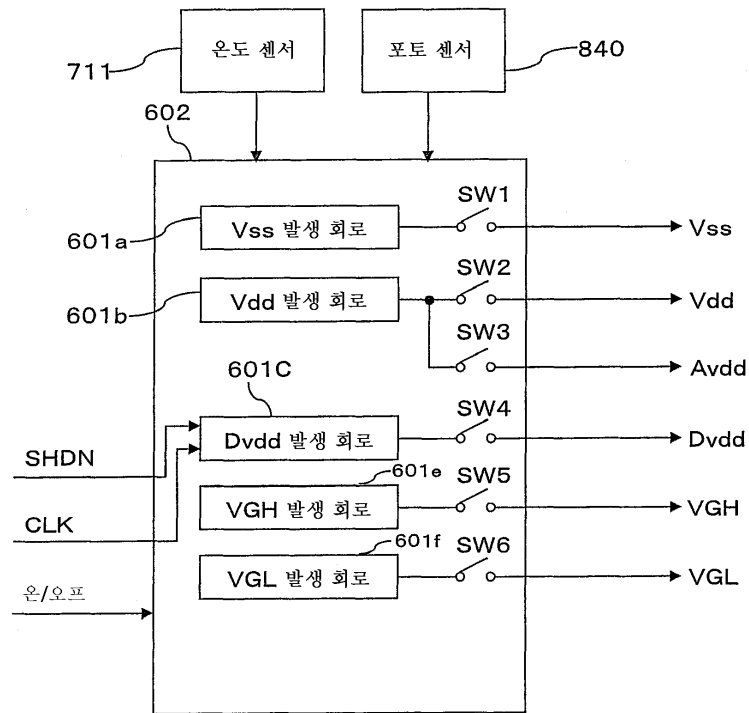 온도 센서
포토 센서
711
840
602
SW1
Vss 발생 회로
Vss
601a
SW2
Vdd 발생 회로
Vdd
601b
SW3
Avdd
601C
SW4
Dvdd 발생 회로
Dvdd
SHDN
601e
SW5
VGH 발생 회로
VGH
CLK
601f
SW6
VGL 발생 회로
VGL
온/오프